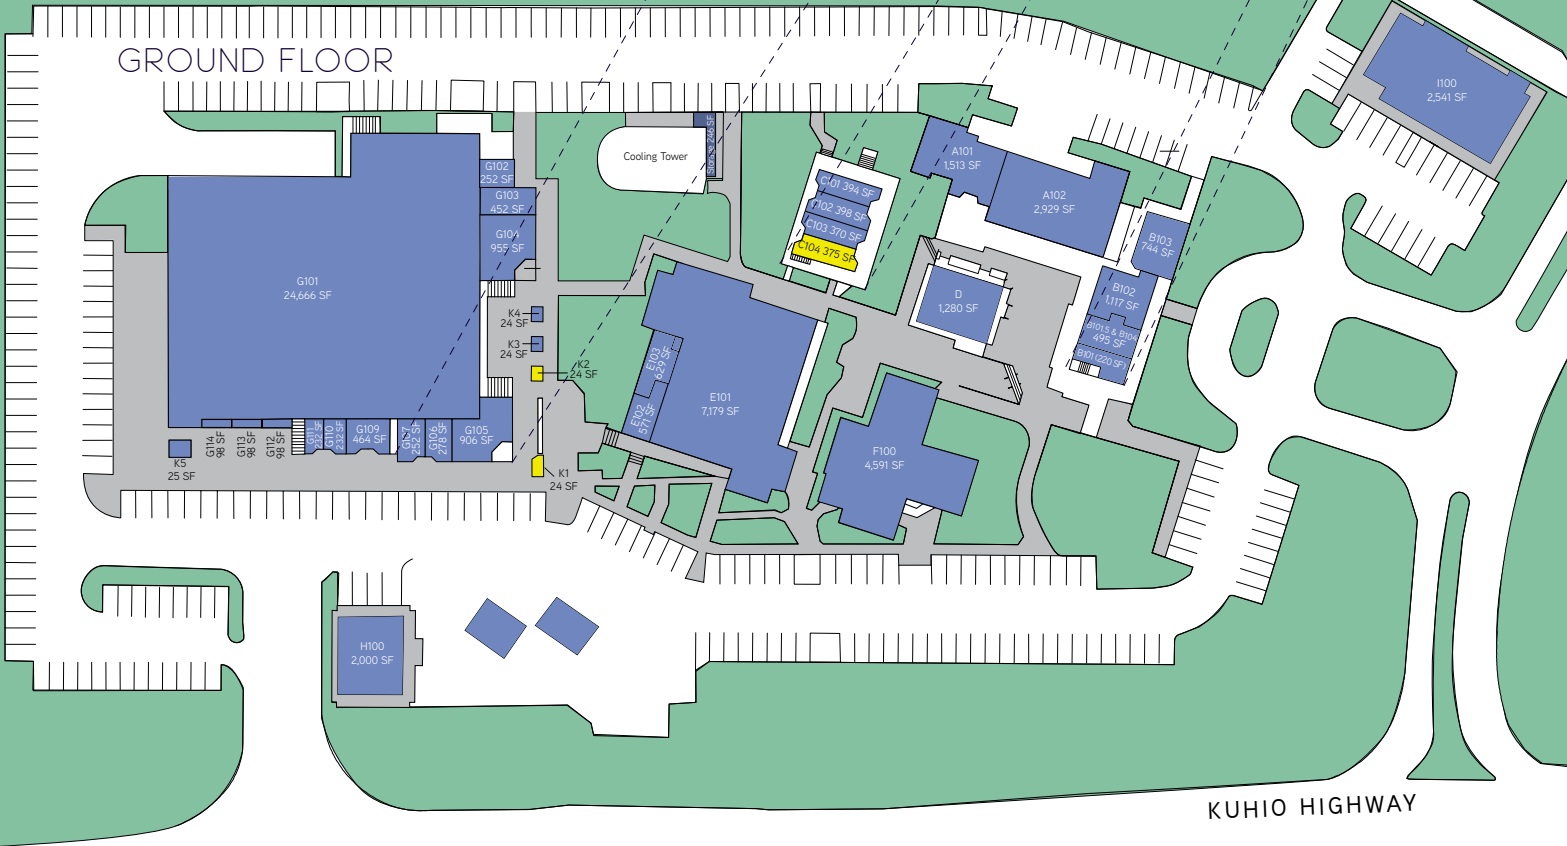 GROUND FLOOR
I100
2,541 SF
Storage 246 SF
Cooling Tower
A101
1,513 SF
A102
2,929 SF
G102
252 SF
G103
452 SF
G104
955 SF
C101 394 SF
C102 398 SF
C103 370 SF
C104 375 SF
B103
744 SF
B102
1,117 SF
B101.5 & B104
495 SF
B101 (220 SF)
D
1,280 SF
G101
24,666 SF
K4
24 SF
K3
24 SF
K2
24 SF
E103
629 SF
E102
571 SF
E101
7,179 SF
F100
4,591 SF
G114
98 SF
G113
98 SF
G112
98 SF
G111
232 SF
G110
232 SF
G109
464 SF
G107
252 SF
G106
278 SF
G105
906 SF
K5
25 SF
K1
24 SF
H100
2,000 SF
KUHIO HIGHWAY